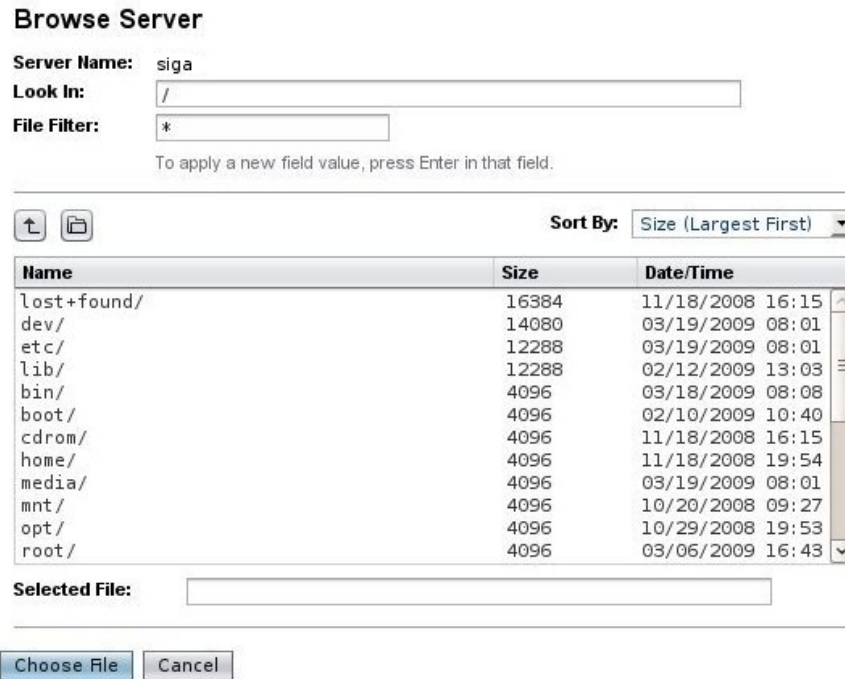 Browse Server
Server Name: siga
Look In: /
File Filter: *
To apply a new field value, press Enter in that field.
Sort By: Size (Largest First)
Name Size Date/Time
lost+found/ 16384 11/18/2008 16:15
dev/ 14080 03/19/2009 08:01
etc/ 12288 03/19/2009 08:01
lib/ 12288 02/12/2009 13:03
bin/ 4096 03/18/2009 08:08
boot/ 4096 02/10/2009 10:40
cdrom/ 4096 11/18/2008 16:15
home/ 4096 11/18/2008 19:54
media/ 4096 03/19/2009 08:01
mnt/ 4096 10/20/2008 09:27
opt/ 4096 10/29/2008 19:53
root/ 4096 03/06/2009 16:43
Selected File:
Choose File Cancel